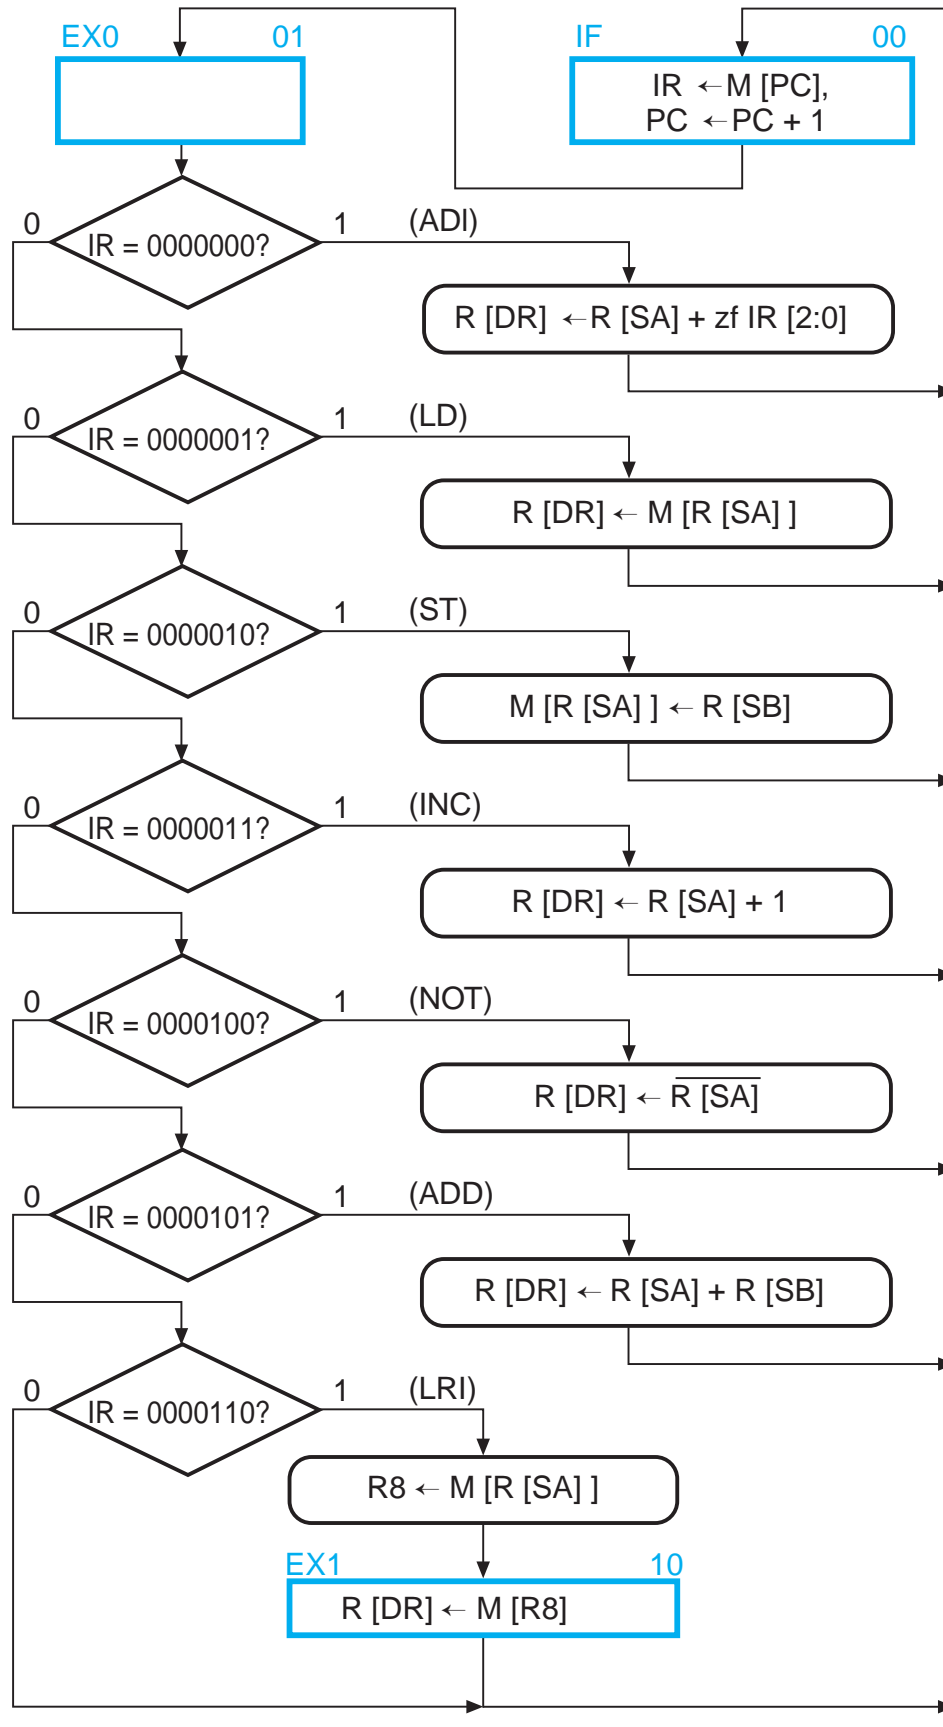 EX0 01 IF 00
IR ← M [PC],
PC ← PC + 1
0 IR = 0000000? 1 (ADI)
R [DR] ← R [SA] + zf IR [2:0]
0 IR = 0000001? 1 (LD)
R [DR] ← M [R [SA] ]
0 IR = 0000010? 1 (ST)
M [R [SA] ] ← R [SB]
0 IR = 0000011? 1 (INC)
R [DR] ← R [SA] + 1
0 IR = 0000100? 1 (NOT)
R [DR] ← R̅ ̅[̅S̅A̅]̅
0 IR = 0000101? 1 (ADD)
R [DR] ← R [SA] + R [SB]
0 IR = 0000110? 1 (LRI)
R8 ← M [R [SA] ]
EX1 10
R [DR] ← M [R8]